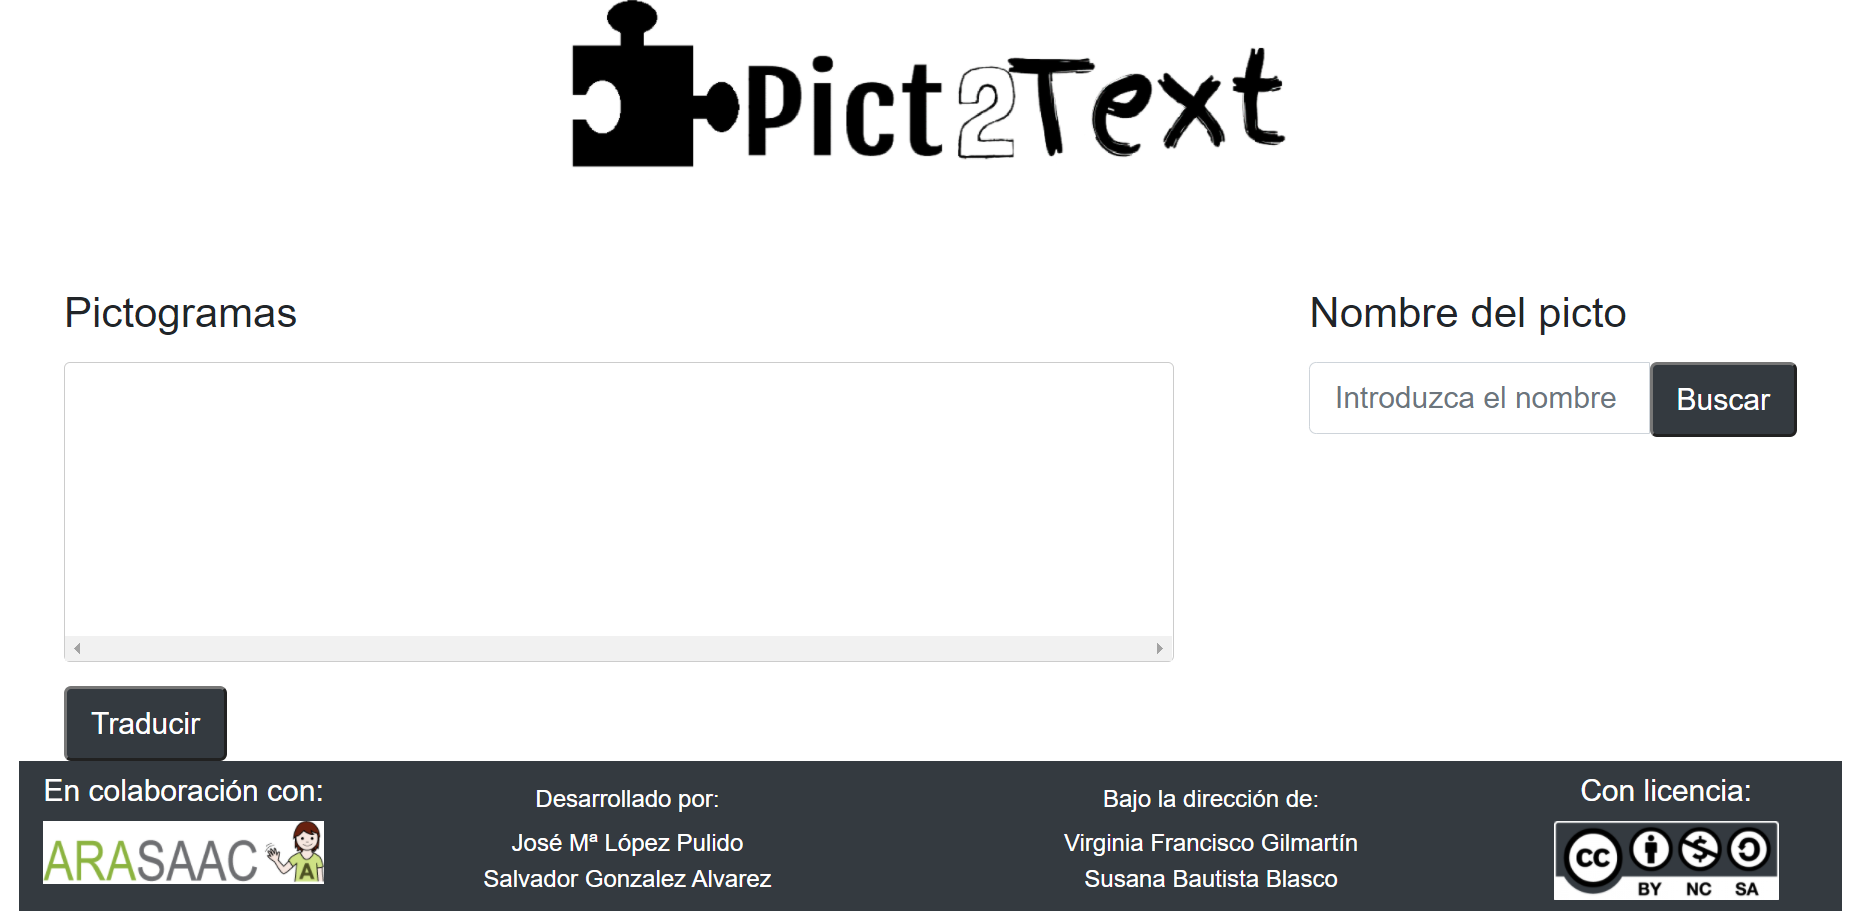 Pict2Text
Pictogramas
Nombre del picto
Introduzca el nombre
Buscar
Traducir
En colaboración con:
ARASAAC
A
Desarrollado por:
José Mª López Pulido
Salvador Gonzalez Alvarez
Bajo la dirección de:
Virginia Francisco Gilmartín
Susana Bautista Blasco
Con licencia:
CC
BY NC SA